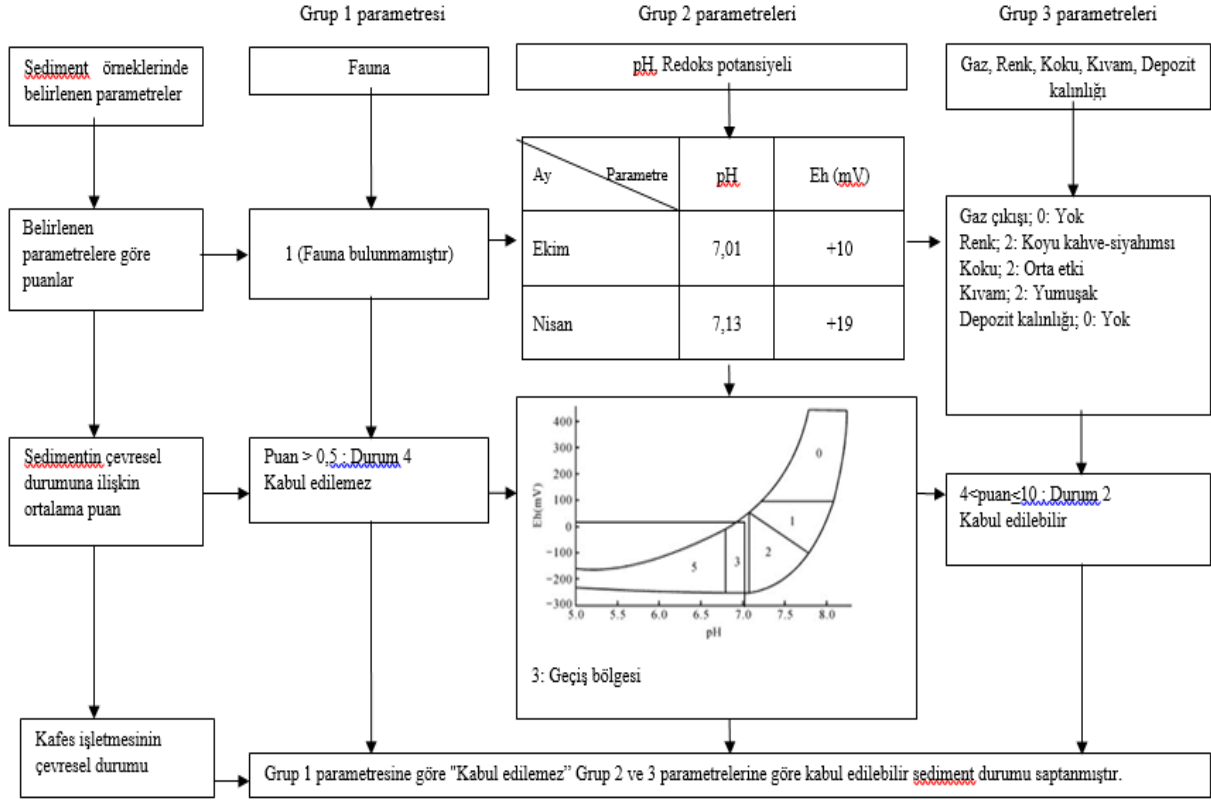 Grup 1 parametresi
Grup 2 parametreleri
Grup 3 parametreleri
Sediment örneklerinde
belirlenen parametreler
Fauna
pH, Redoks potansiyeli
Gaz, Renk, Koku, Kıvam, Depozit
kalınlığı
Ay Parametre pH Eh (mV)
Ekim 7,01 +10
Nisan 7,13 +19
Belirlenen
parametrelere göre
puanlar
1 (Fauna bulunmamıştır)
Gaz çıkışı; 0: Yok
Renk; 2: Koyu kahve-siyahımsı
Koku; 2: Orta etki
Kıvam; 2: Yumuşak
Depozit kalınlığı; 0: Yok
Sedimentin çevresel
durumuna ilişkin
ortalama puan
Puan > 0,5 : Durum 4
Kabul edilemez
Eh(mV)
400
300
200
100
0
−100
−200
−300
0
1
2
3
5
5.0 5.5 6.0 6.5 7.0 7.5 8.0
pH
3: Geçiş bölgesi
4<puan≤10 : Durum 2
Kabul edilebilir
Kafes işletmesinin
çevresel durumu
Grup 1 parametresine göre "Kabul edilemez” Grup 2 ve 3 parametrelerine göre kabul edilebilir sediment durumu saptanmıştır.